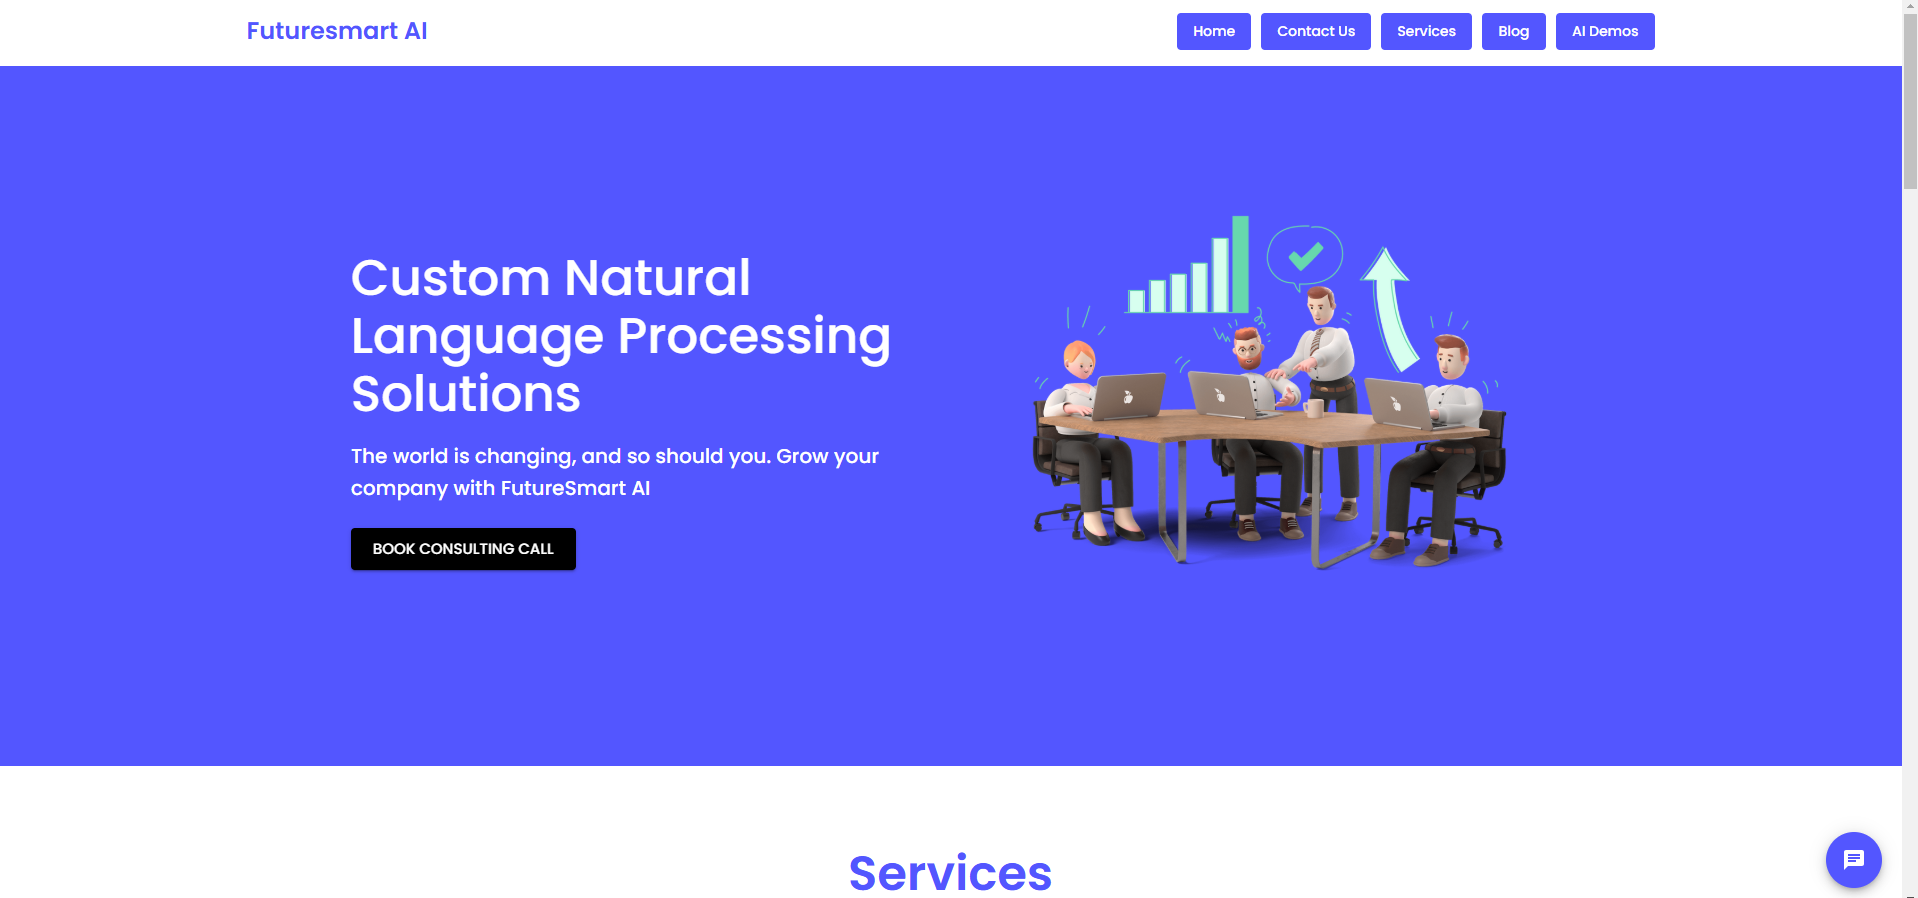 Futuresmart AI
Home
Contact Us
Services
Blog
AI Demos
Custom Natural
Language Processing
Solutions
The world is changing, and so should you. Grow your
company with FutureSmart AI
BOOK CONSULTING CALL
Services